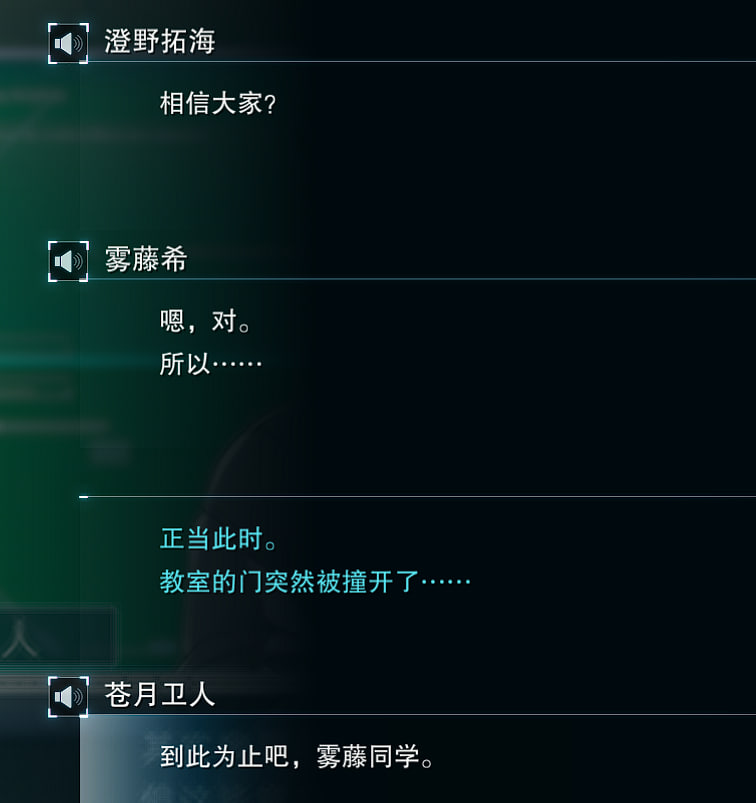 澄野拓海
相信大家?
雾藤希
嗯，对。
所以……
正当此时。
教室的门突然被撞开了……
人
苍月卫人
到此为止吧，雾藤同学。